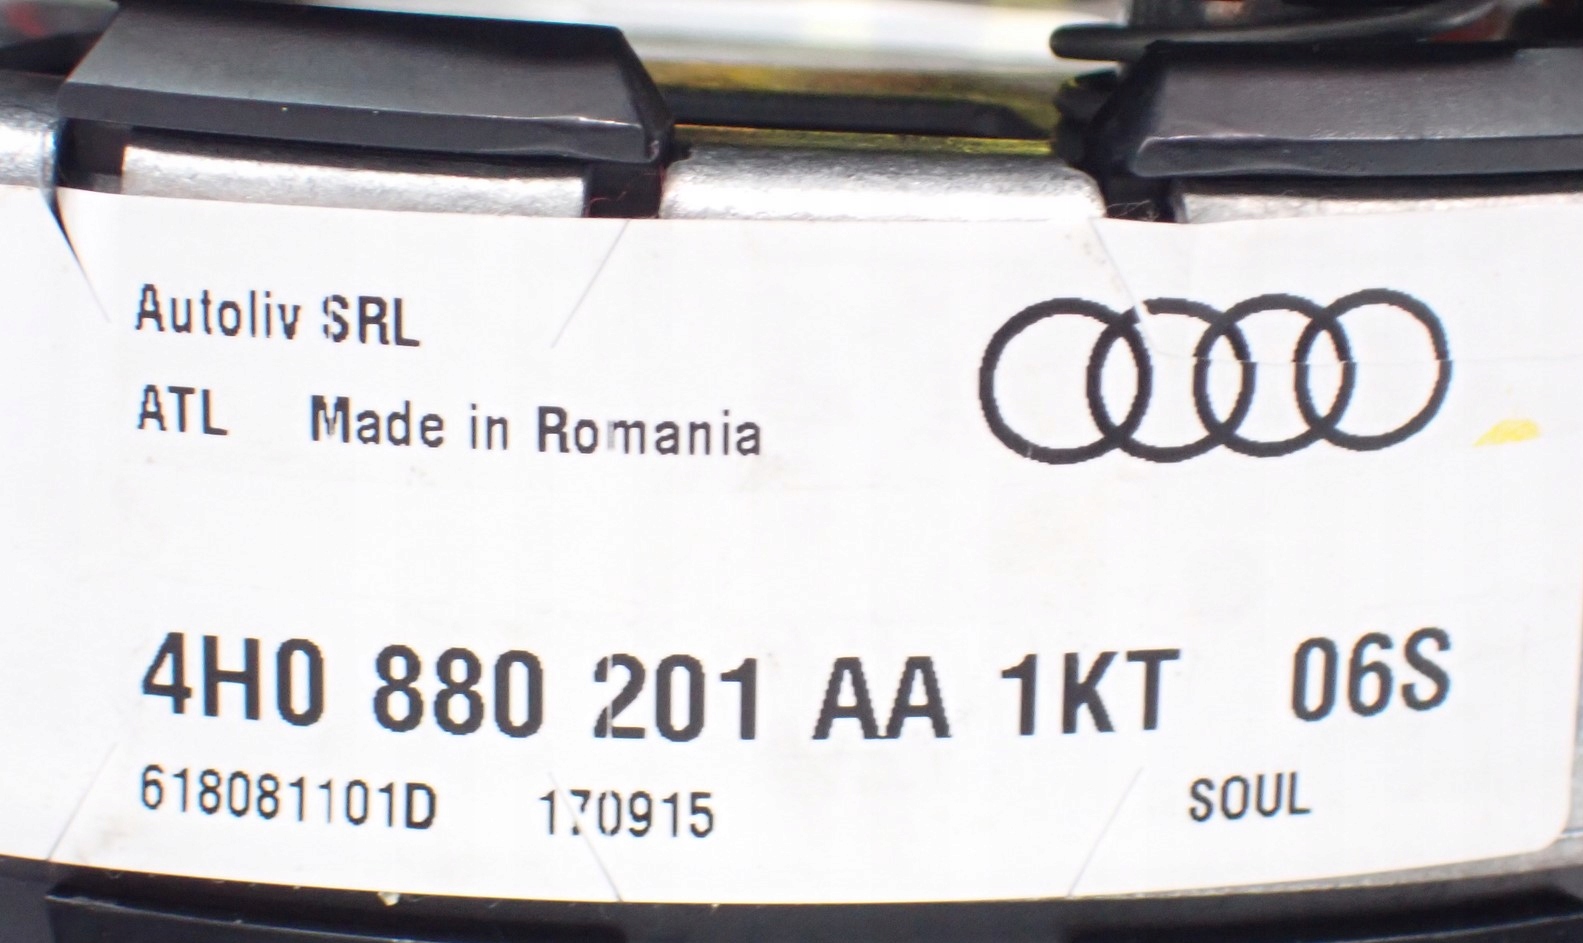 Autoliv SRL
ATL Made in Romania
4H0 880 201 AA 1KT 06S
618081101D 170915 SOUL